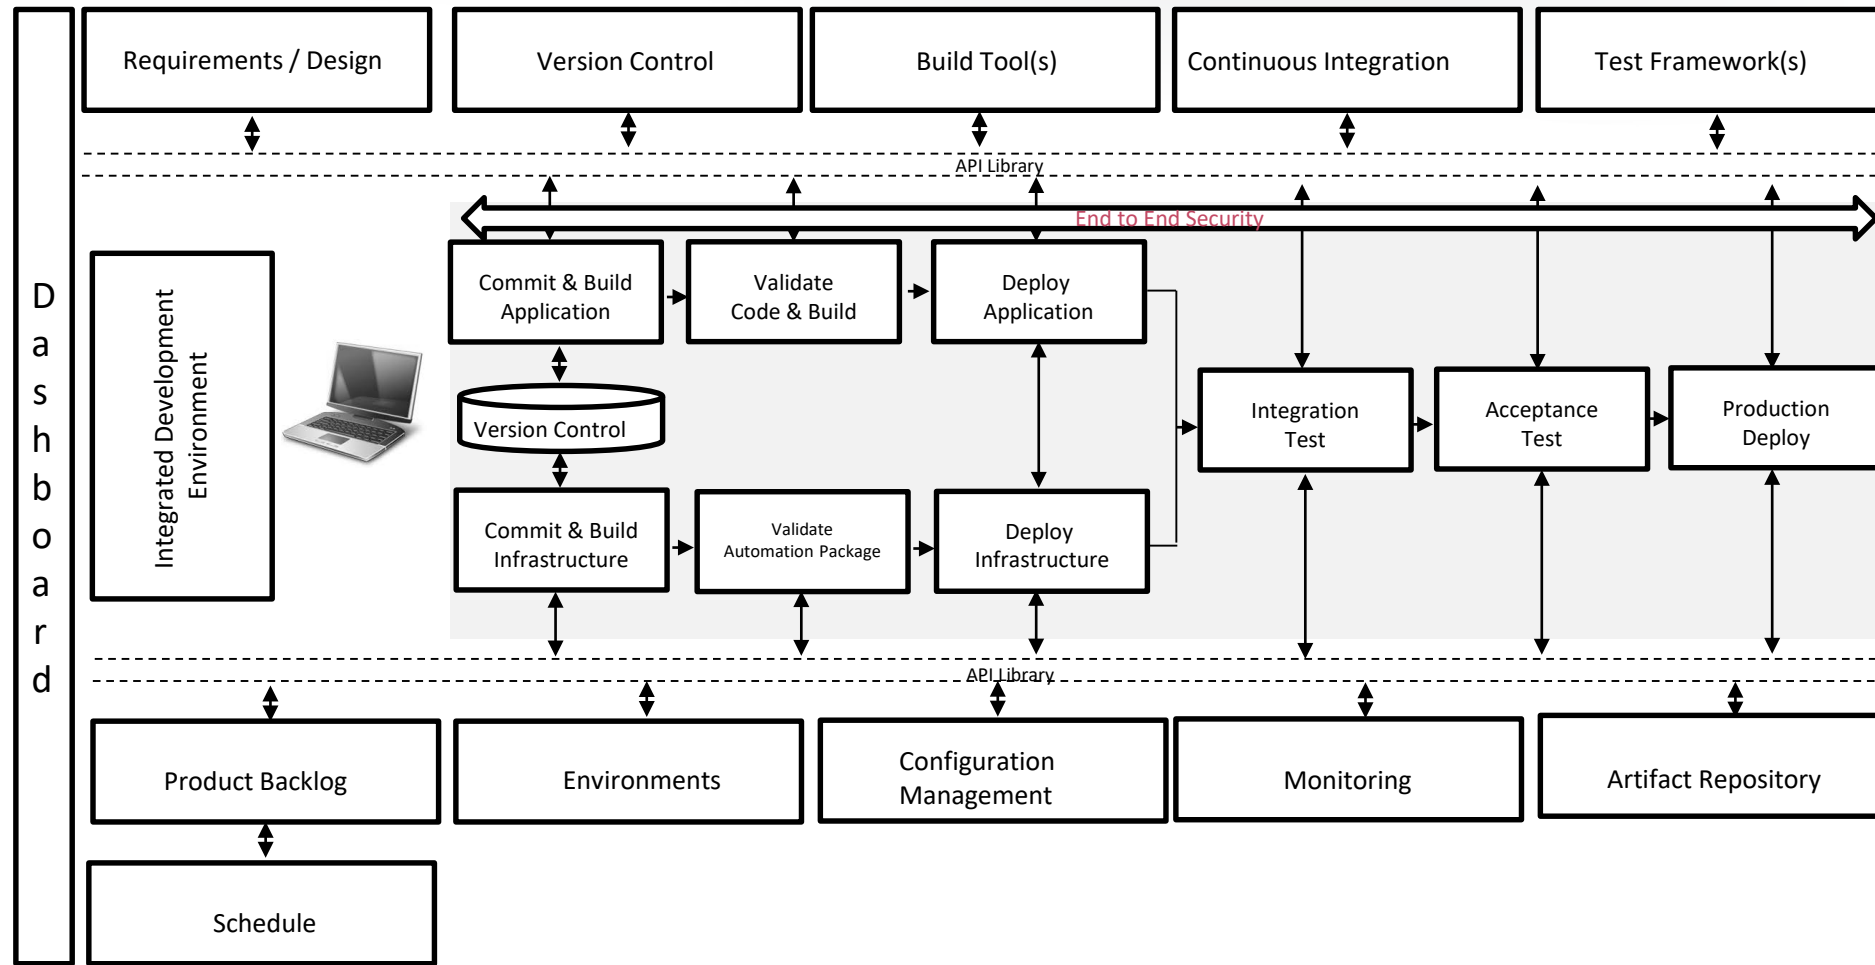 Requirements / Design
Version Control
Build Tool(s)
Continuous Integration
Test Framework(s)
API Library
End to End Security
Dashboard
Integrated Development
Environment
Commit & Build
Application
Validate
Code & Build
Deploy
Application
Version Control
Integration
Test
Acceptance
Test
Production
Deploy
Commit & Build
Infrastructure
Validate
Automation Package
Deploy
Infrastructure
API Library
Product Backlog
Environments
Configuration
Management
Monitoring
Artifact Repository
Schedule